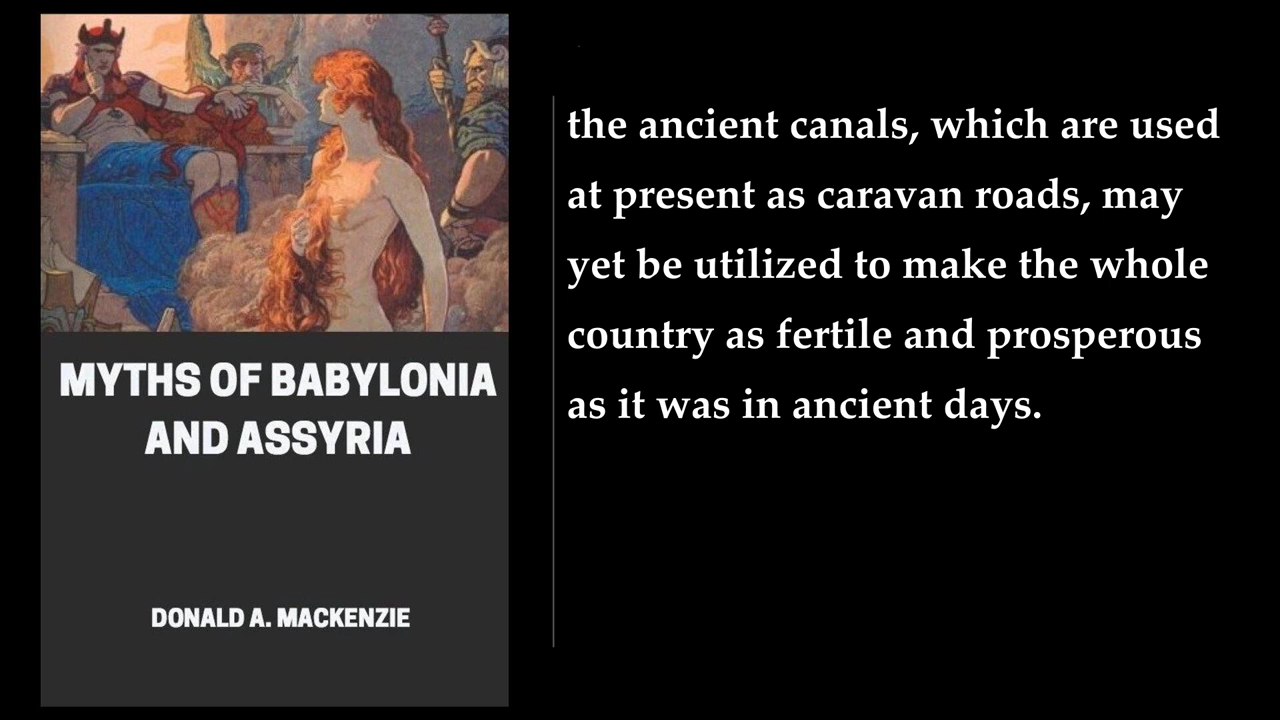 MYTHS OF BABYLONIA
AND ASSYRIA
DONALD A. MACKENZIE
the ancient canals, which are used
at present as caravan roads, may
yet be utilized to make the whole
country as fertile and prosperous
as it was in ancient days.